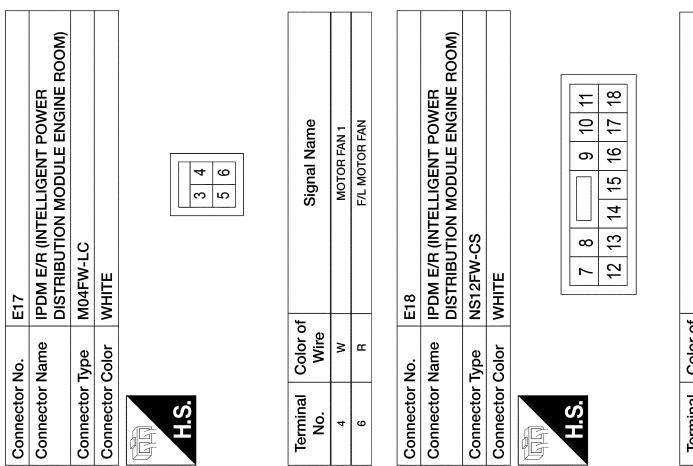 Connector No. E17
Connector Name IPDM E/R (INTELLIGENT POWER
DISTRIBUTION MODULE ENGINE ROOM)
Connector Type M04FW-LC
Connector Color WHITE
H.S.
3 4
5 6
Terminal No. Color of Wire Signal Name
4 W MOTOR FAN 1
6 R F/L MOTOR FAN
Connector No. E18
Connector Name IPDM E/R (INTELLIGENT POWER
DISTRIBUTION MODULE ENGINE ROOM)
Connector Type NS12FW-CS
Connector Color WHITE
H.S.
7 8 9 10 11
12 13 14 15 16 17 18
Terminal Color of